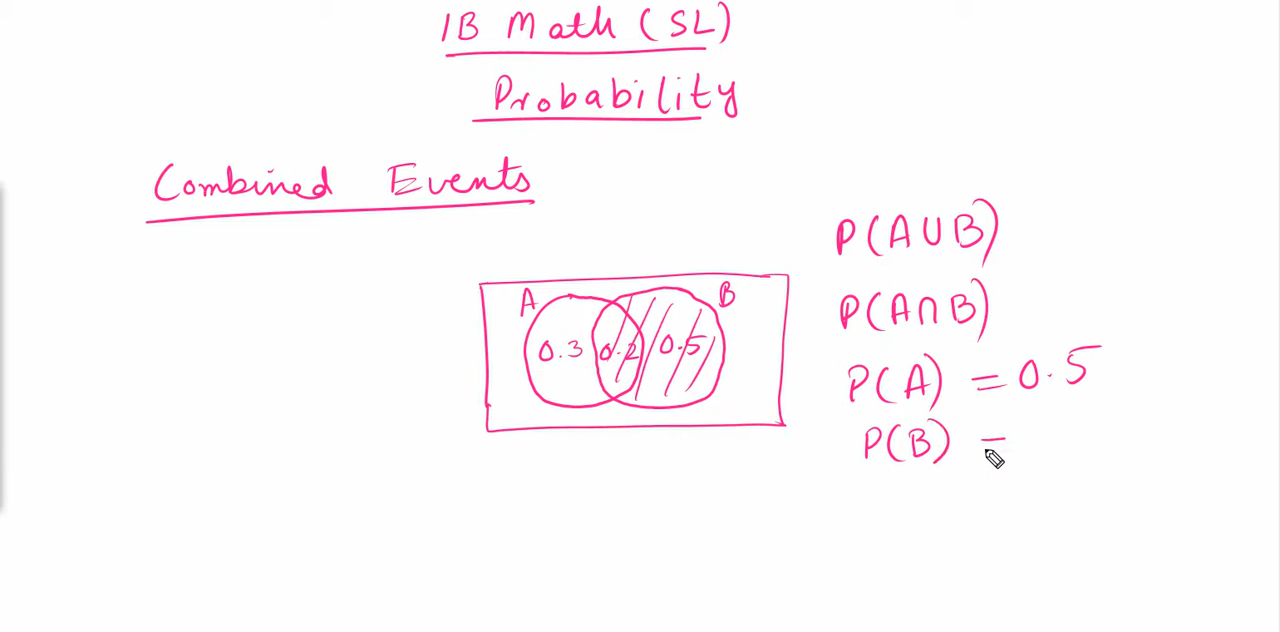 IB Math (SL)
Probability
Combined Events
P(A∪B)
A B
P(A∩B)
0.3 0.2 0.5
P(A) = 0.5
P(B) =